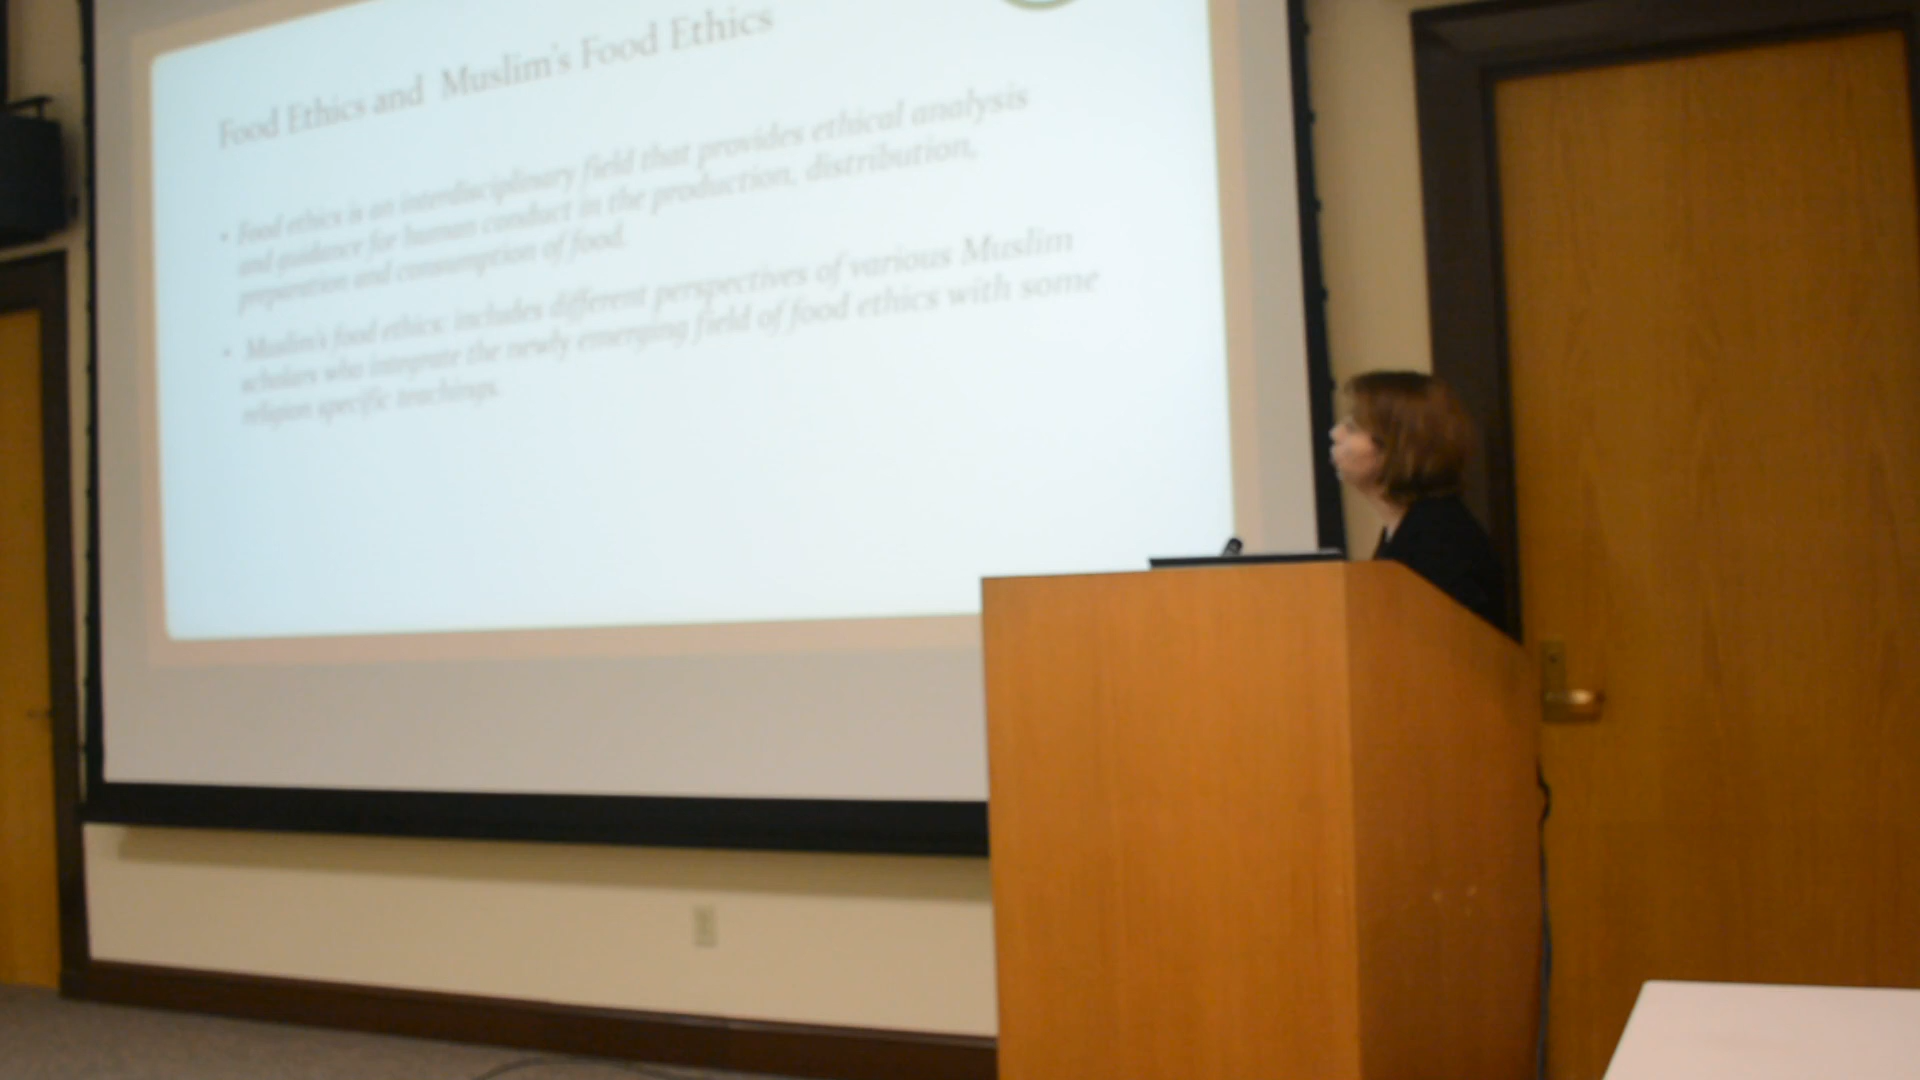 Food Ethics and Muslim's Food Ethics
• Food ethics is an interdisciplinary field that provides ethical analysis
and guidance for human conduct in the production, distribution,
preparation and consumption of food.
• Muslim's food ethics: includes different perspectives of various Muslim
scholars who integrate the newly emerging field of food ethics with some
religion specific teachings.